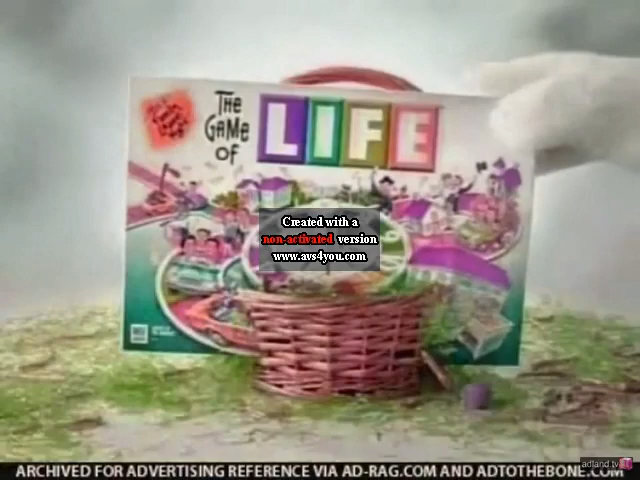 THE
GAME
OF
LIFE
Created with a
non-activated version
www.avs4you.com
adland.tv
ARCHIVED FOR ADVERTISING REFERENCE VIA AD-RAG.COM AND ADTOTHEBONE.COM